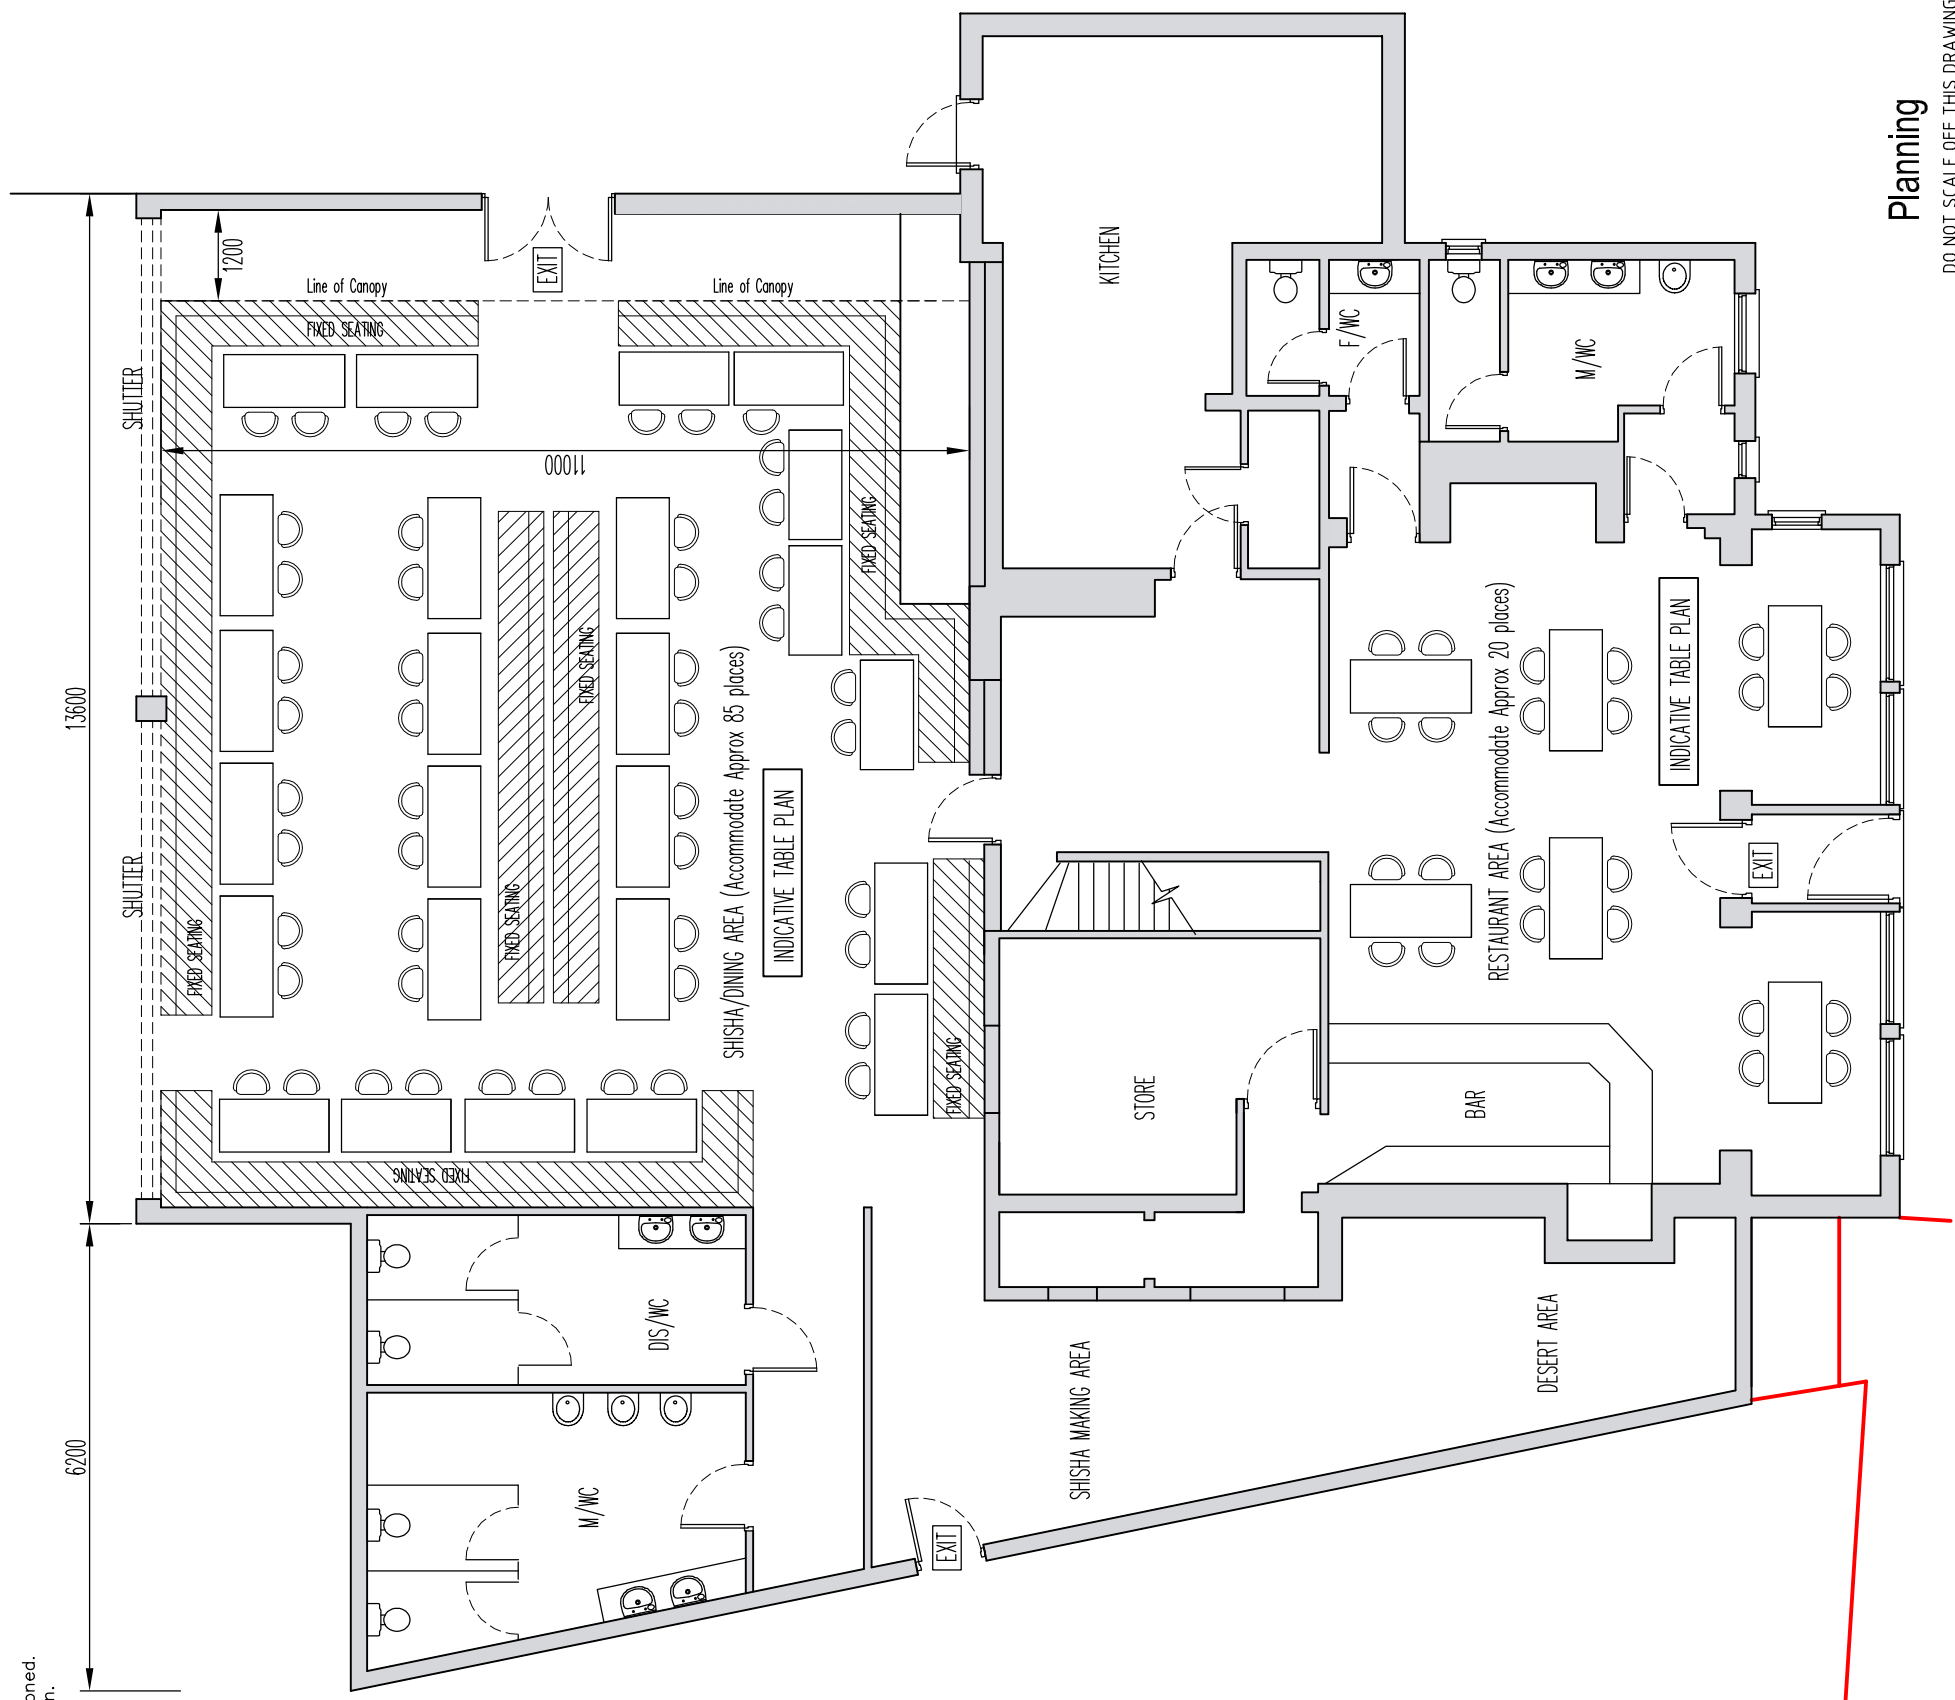 Planning
DO NOT SCALE OFF THIS DRAWING
oned.
n.
13600
6200
1200
11000
SHUTTER
SHUTTER
Line of Canopy
Line of Canopy
EXIT
FIXED SEATING
FIXED SEATING
FIXED SEATING
FIXED SEATING
FIXED SEATING
FIXED SEATING
FIXED SEATING
SHISHA/DINING AREA (Accommodate Approx 85 places)
INDICATIVE TABLE PLAN
KITCHEN
F/WC
M/WC
RESTAURANT AREA (Accommodate Approx 20 places)
INDICATIVE TABLE PLAN
EXIT
STORE
BAR
DIS/WC
M/WC
SHISHA MAKING AREA
DESERT AREA
EXIT